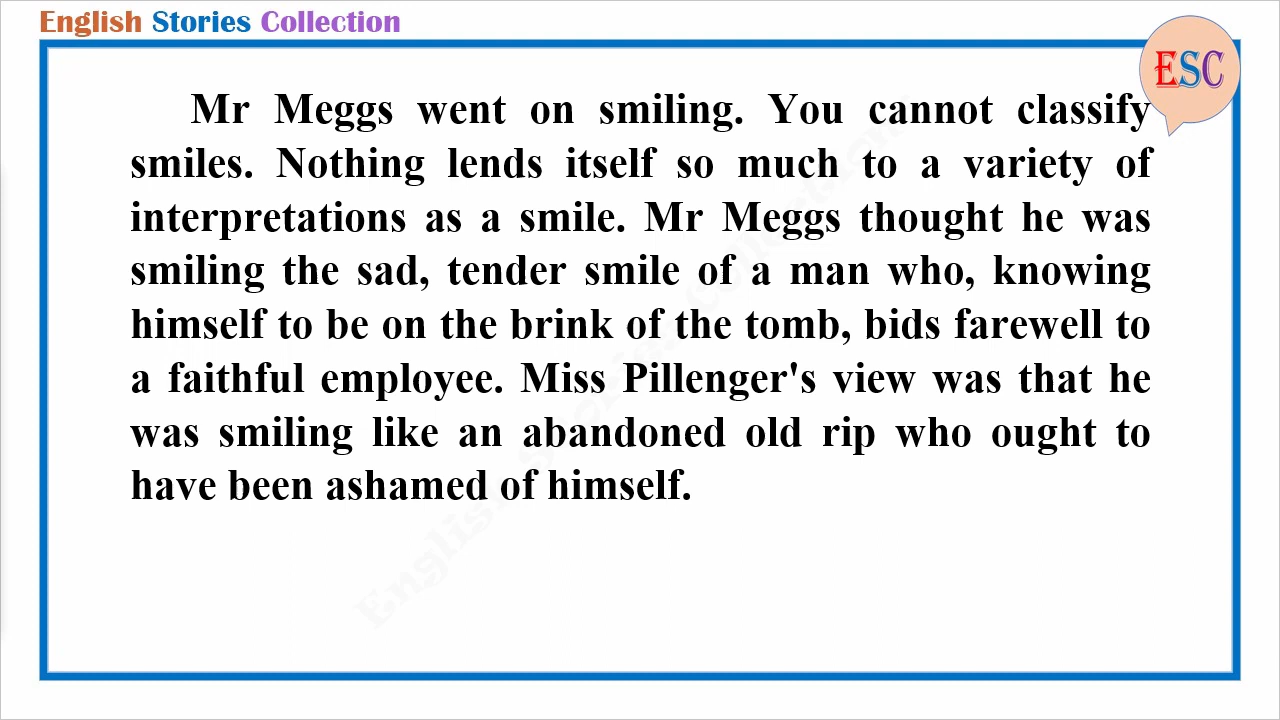 English Stories Collection
ESC
Mr Meggs went on smiling. You cannot classify
smiles. Nothing lends itself so much to a variety of
interpretations as a smile. Mr Meggs thought he was
smiling the sad, tender smile of a man who, knowing
himself to be on the brink of the tomb, bids farewell to
a faithful employee. Miss Pillenger's view was that he
was smiling like an abandoned old rip who ought to
have been ashamed of himself.
English Stories Collection